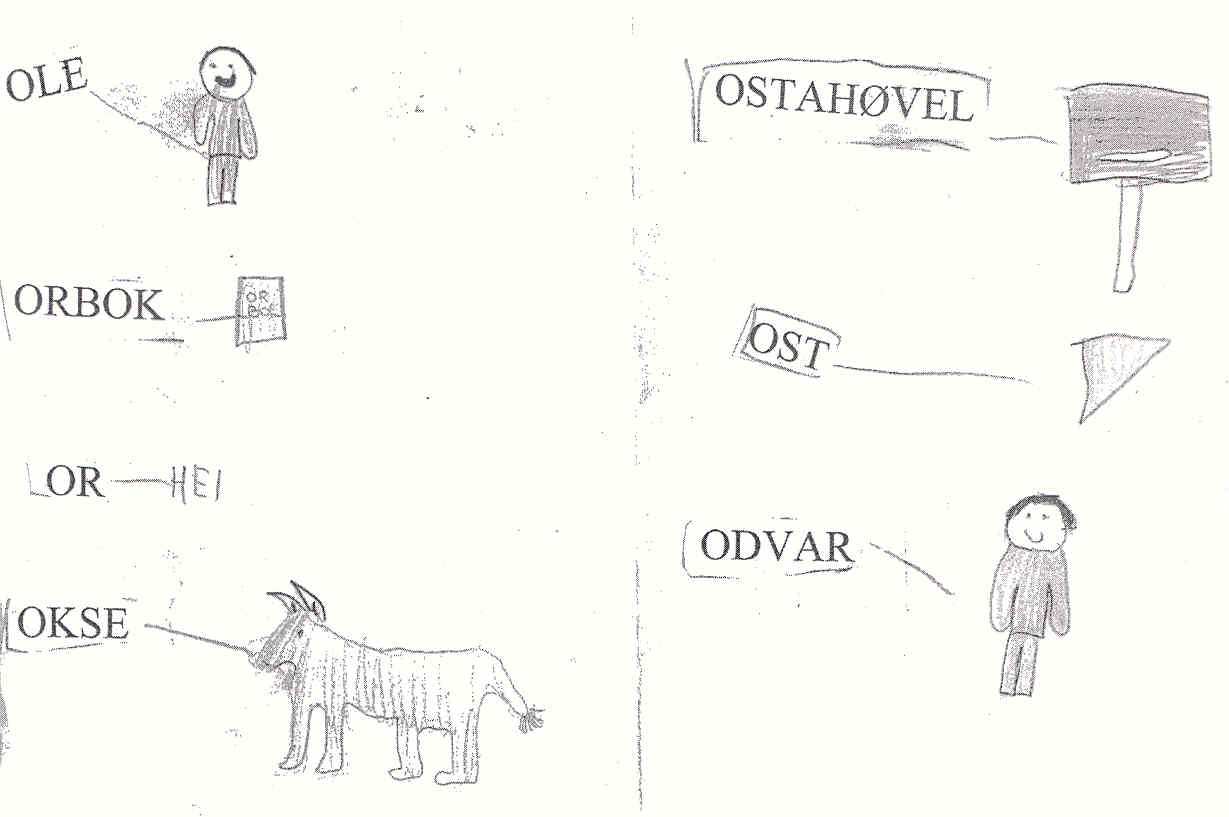 OLE
ORBOK
OR
BOK
OR
HEI
OKSE
OSTAHØVEL
OST
ODVAR